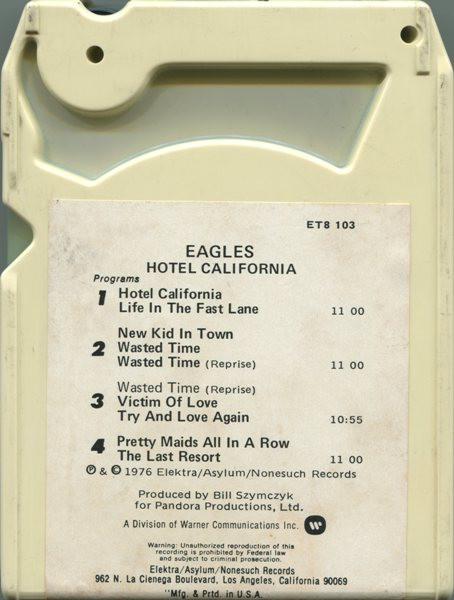 ET8 103
EAGLES
HOTEL CALIFORNIA
Programs
1 Hotel California
Life In The Fast Lane 11 00
New Kid In Town
2 Wasted Time
Wasted Time (Reprise) 11 00
Wasted Time (Reprise)
3 Victim Of Love
Try And Love Again 10:55
4 Pretty Maids All In A Row
The Last Resort 11 00
℗ & © 1976 Elektra/Asylum/Nonesuch Records
Produced by Bill Szymczyk
for Pandora Productions, Ltd.
A Division of Warner Communications Inc. W
Warning: Unauthorized reproduction of this
recording is prohibited by Federal law
and subject to criminal prosecution.
Elektra/Asylum/Nonesuch Records
962 N. La Cienega Boulevard, Los Angeles, California 90069
"Mfg. & Prtd. in U.S.A.